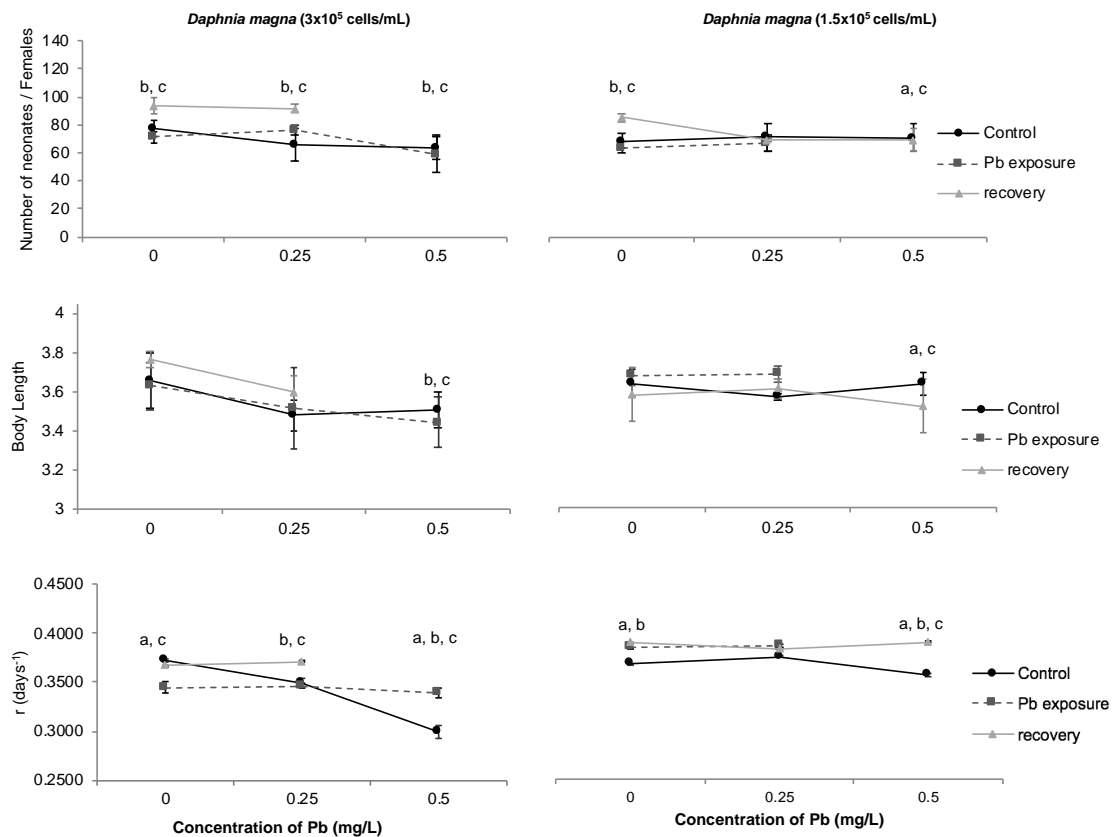 Daphnia magna (3x10⁵ cells/mL)
Daphnia magna (1.5x10⁵ cells/mL)
Number of neonates / Females
140
120
100
80
60
40
20
0
b, c
b, c
b, c
0
0.25
0.5
b, c
a, c
0
0.25
0.5
Control
Pb exposure
recovery
Body Length
4
3.8
3.6
3.4
3.2
3
b, c
0
0.25
0.5
a, c
0
0.25
0.5
Control
Pb exposure
recovery
r (days⁻¹)
0.4500
0.4000
0.3500
0.3000
0.2500
a, c
b, c
a, b, c
0
0.25
0.5
Concentration of Pb (mg/L)
a, b
a, b, c
0
0.25
0.5
Concentration of Pb (mg/L)
Control
Pb exposure
recovery